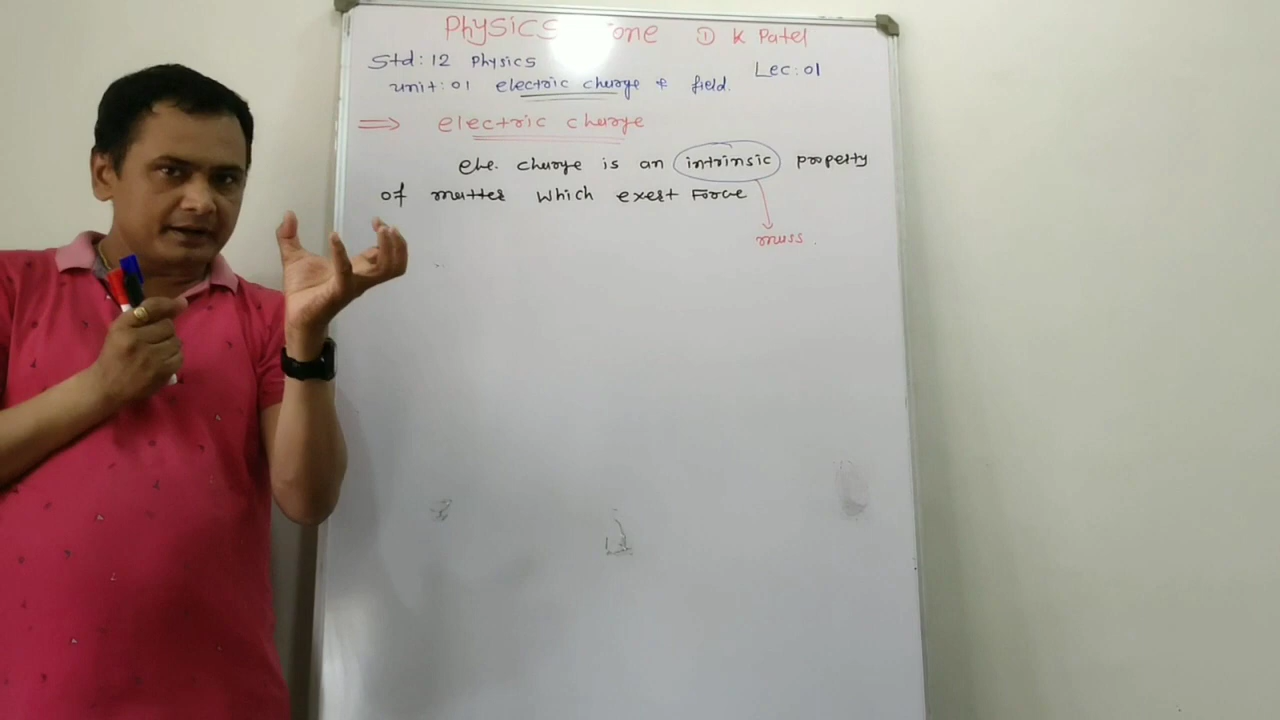 Physics one D K Patel
Std: 12 Physics
Lec: 01
unit: 01 electric charge & field.
⇒ electric charge
ele. charge is an intrinsic property
of matter which exert Force
mass.